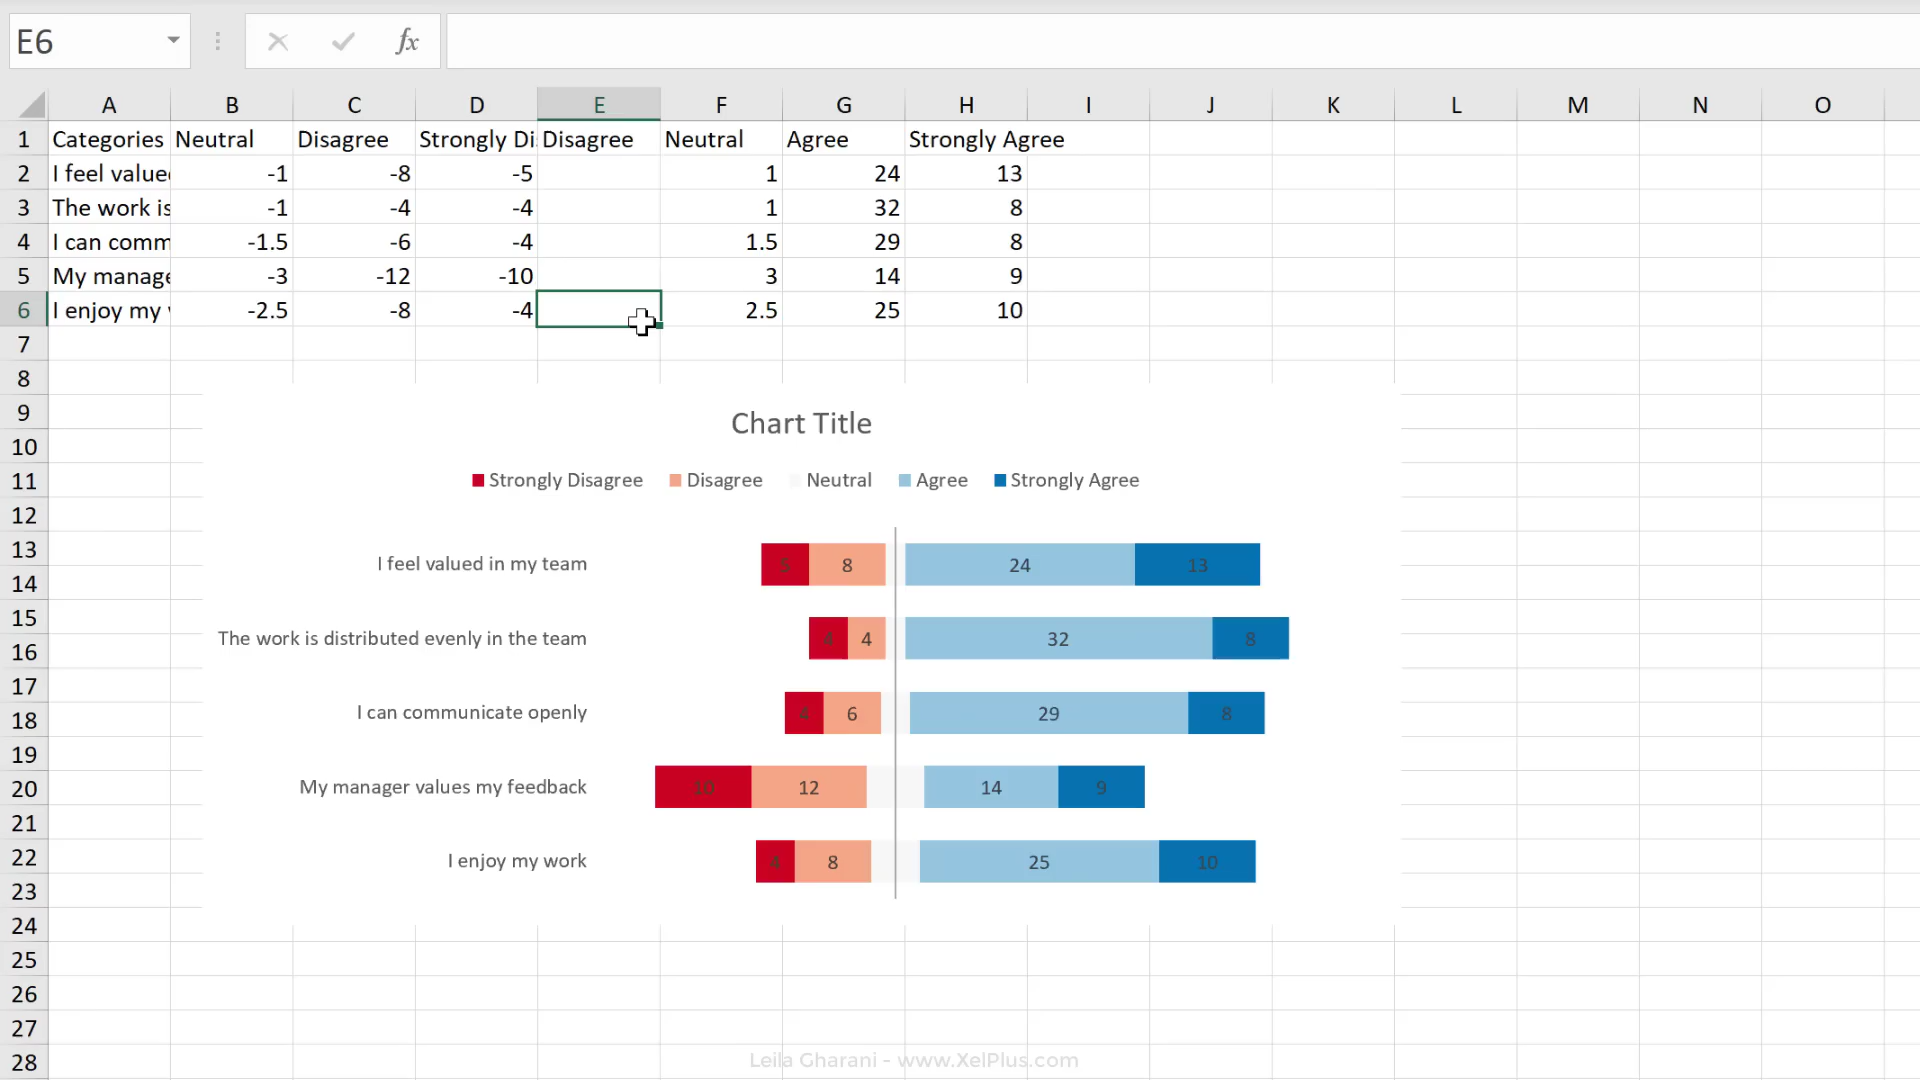 E6
fx
A B C D E F G H I J K L M N O
1 Categories Neutral Disagree Strongly Di Disagree Neutral Agree Strongly Agree
2 I feel value -1 -8 -5 1 24 13
3 The work is -1 -4 -4 1 32 8
4 I can comm -1.5 -6 -4 1.5 29 8
5 My manage -3 -12 -10 3 14 9
6 I enjoy my -2.5 -8 -4 2.5 25 10
7
8
9
10
11
12
13
14
15
16
17
18
19
20
21
22
23
24
25
26
27
28
Chart Title
Strongly Disagree Disagree Neutral Agree Strongly Agree
I feel valued in my team 5 8 24 13
The work is distributed evenly in the team 4 4 32 8
I can communicate openly 4 6 29 8
My manager values my feedback 10 12 14 9
I enjoy my work 4 8 25 10
Leila Gharani - www.XelPlus.com